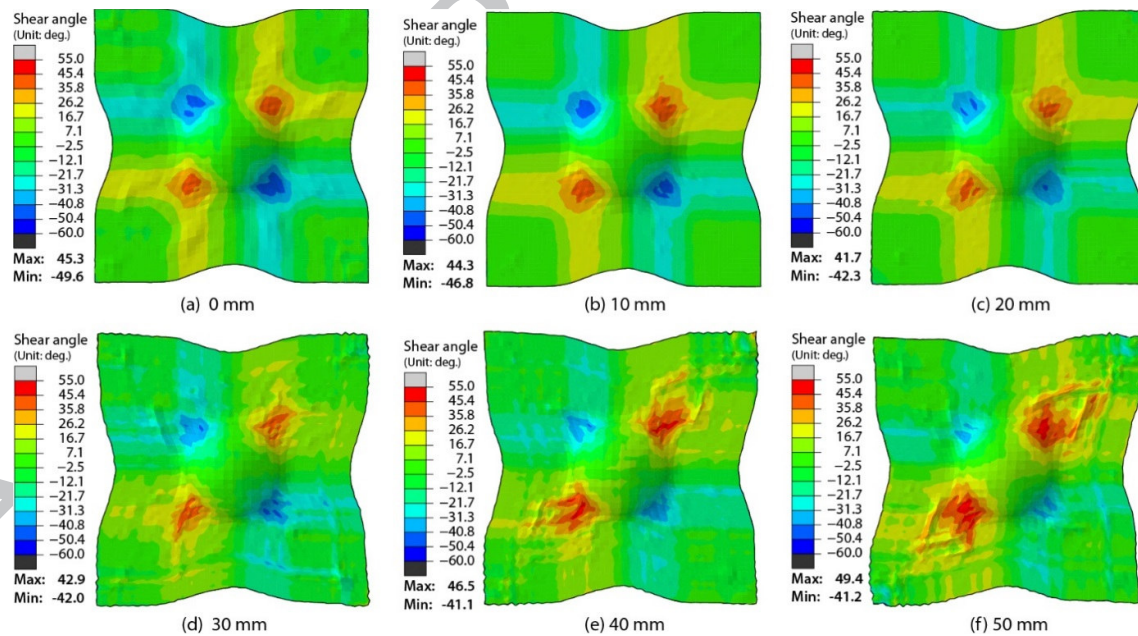 Shear angle
(Unit: deg.)
55.0
45.4
35.8
26.2
16.7
7.1
−2.5
−12.1
−21.7
−31.3
−40.8
−50.4
−60.0
Max: 45.3
Min: -49.6
(a) 0 mm
Shear angle
(Unit: deg.)
55.0
45.4
35.8
26.2
16.7
7.1
−2.5
−12.1
−21.7
−31.3
−40.8
−50.4
−60.0
Max: 44.3
Min: -46.8
(b) 10 mm
Shear angle
(Unit: deg.)
55.0
45.4
35.8
26.2
16.7
7.1
−2.5
−12.1
−21.7
−31.3
−40.8
−50.4
−60.0
Max: 41.7
Min: -42.3
(c) 20 mm
Shear angle
(Unit: deg.)
55.0
45.4
35.8
26.2
16.7
7.1
−2.5
−12.1
−21.7
−31.3
−40.8
−50.4
−60.0
Max: 42.9
Min: -42.0
(d) 30 mm
Shear angle
(Unit: deg.)
55.0
45.4
35.8
26.2
16.7
7.1
−2.5
−12.1
−21.7
−31.3
−40.8
−50.4
−60.0
Max: 46.5
Min: -41.1
(e) 40 mm
Shear angle
(Unit: deg.)
55.0
45.4
35.8
26.2
16.7
7.1
−2.5
−12.1
−21.7
−31.3
−40.8
−50.4
−60.0
Max: 49.4
Min: -41.2
(f) 50 mm